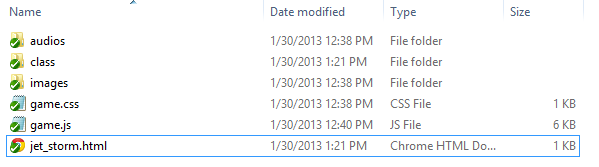 Name Date modified Type Size
audios 1/30/2013 12:38 PM File folder
class 1/30/2013 1:21 PM File folder
images 1/30/2013 12:38 PM File folder
game.css 1/30/2013 12:38 PM CSS File 1 KB
game.js 1/30/2013 12:40 PM JS File 6 KB
jet_storm.html 1/30/2013 1:21 PM Chrome HTML Do... 1 KB